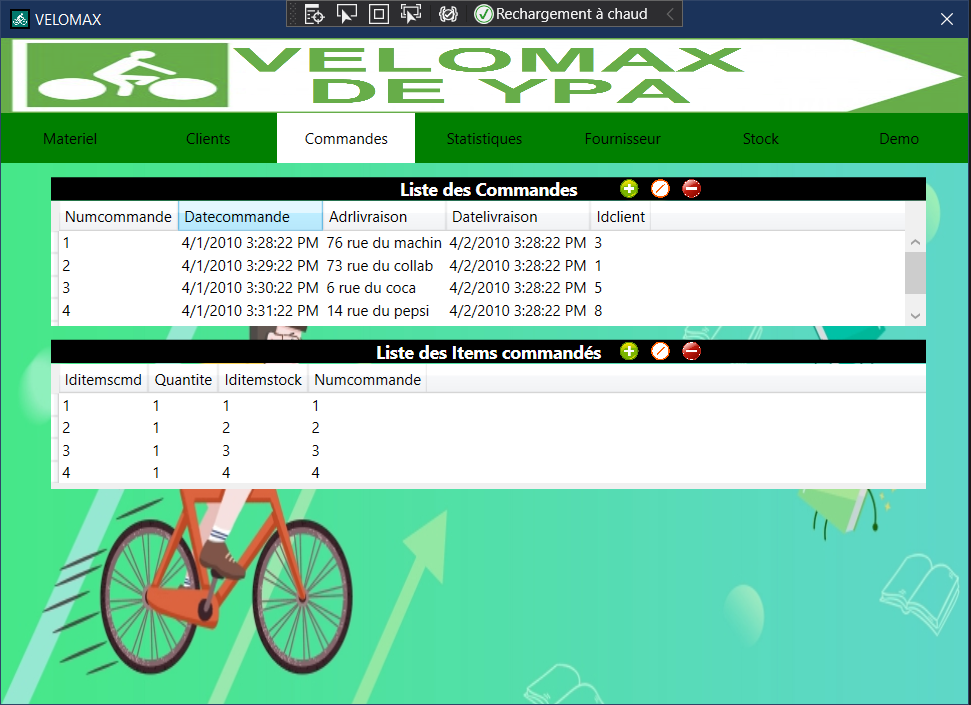 VELOMAX
Rechargement à chaud
VELOMAX
DE YPA
Materiel Clients Commandes Statistiques Fournisseur Stock Demo
Liste des Commandes
Numcommande Datecommande Adrlivraison Datelivraison Idclient
1 4/1/2010 3:28:22 PM 76 rue du machin 4/2/2010 3:28:22 PM 3
2 4/1/2010 3:29:22 PM 73 rue du collab 4/2/2010 3:28:22 PM 1
3 4/1/2010 3:30:22 PM 6 rue du coca 4/2/2010 3:28:22 PM 5
4 4/1/2010 3:31:22 PM 14 rue du pepsi 4/2/2010 3:28:22 PM 8
Liste des Items commandés
Iditemscmd Quantite Iditemstock Numcommande
1 1 1 1
2 1 2 2
3 1 3 3
4 1 4 4